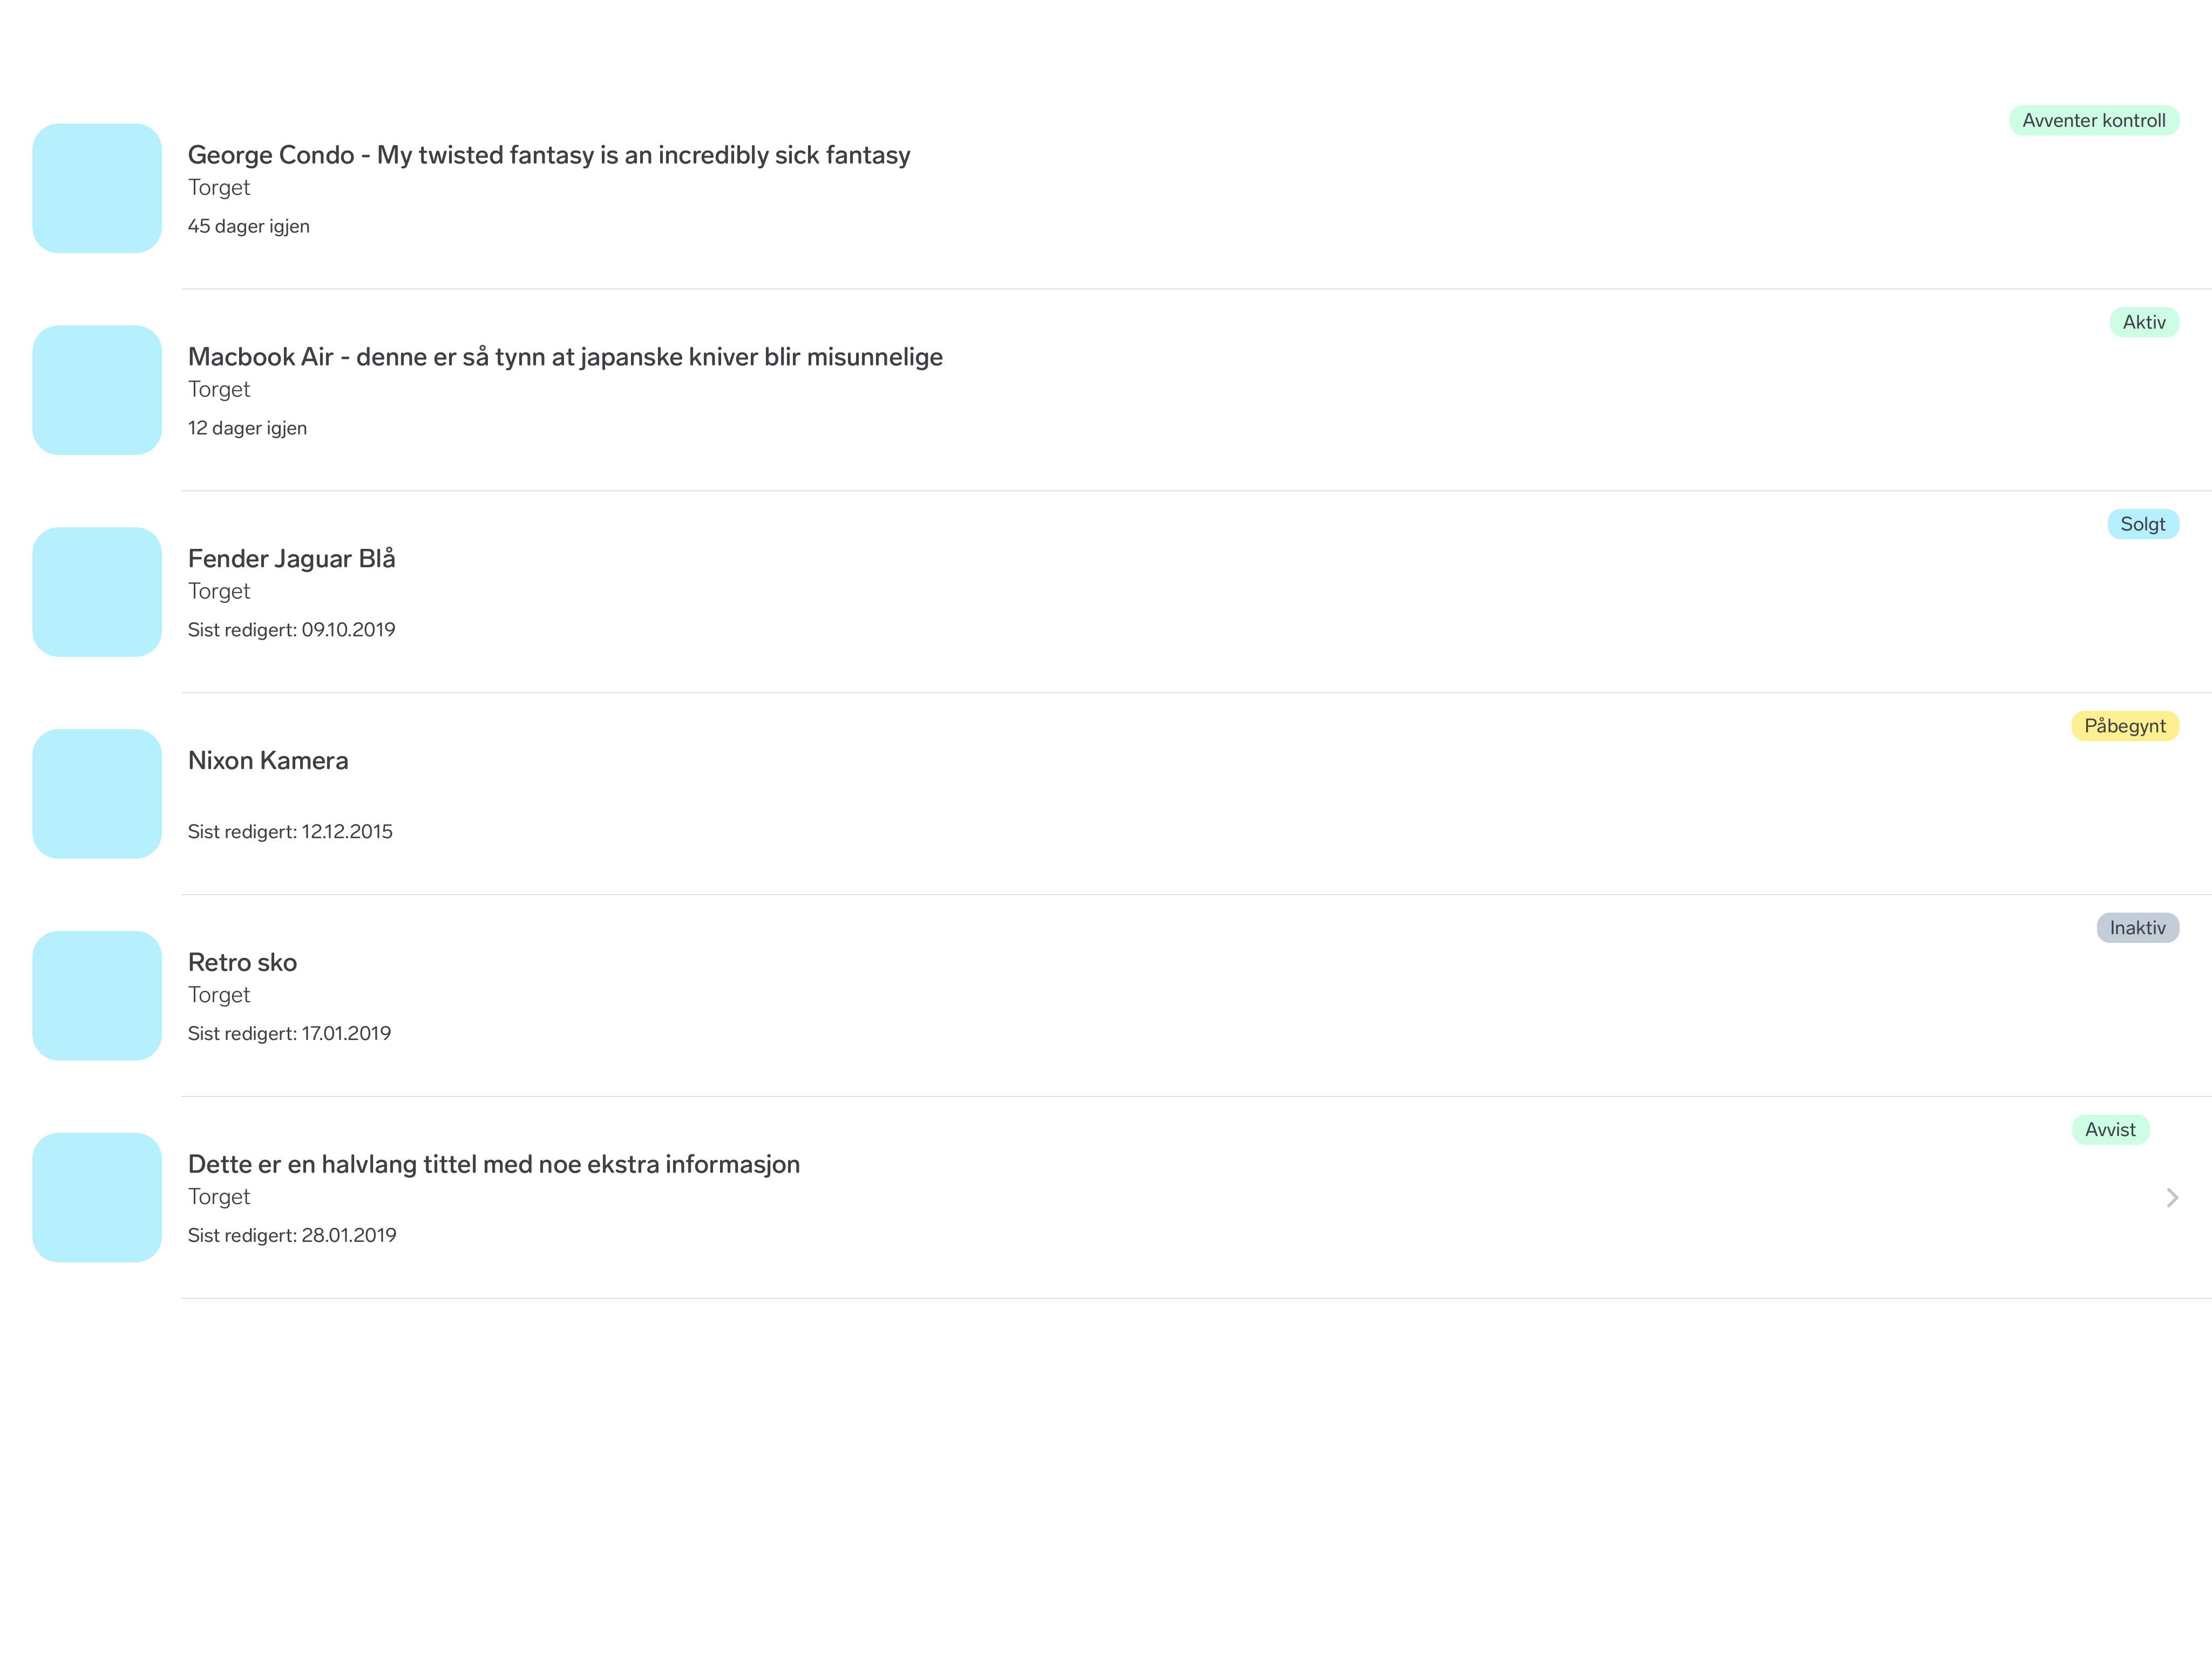 Avventer kontroll
George Condo - My twisted fantasy is an incredibly sick fantasy
Torget
45 dager igjen
Aktiv
Macbook Air - denne er så tynn at japanske kniver blir misunnelige
Torget
12 dager igjen
Solgt
Fender Jaguar Blå
Torget
Sist redigert: 09.10.2019
Påbegynt
Nixon Kamera
Sist redigert: 12.12.2015
Inaktiv
Retro sko
Torget
Sist redigert: 17.01.2019
Avvist
Dette er en halvlang tittel med noe ekstra informasjon
Torget
Sist redigert: 28.01.2019